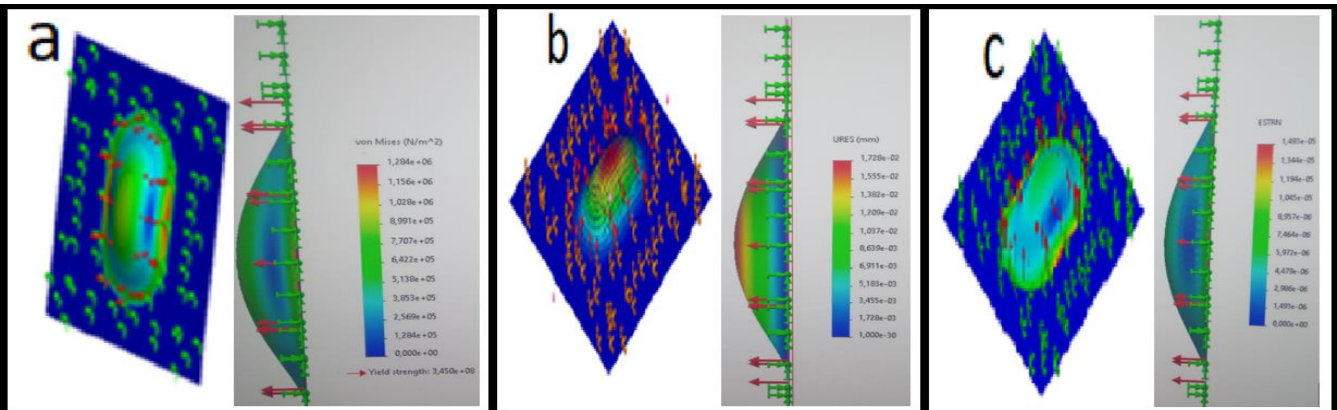 a
von Mises (N/m^2)
1,284e+06
1,156e+06
1,028e+06
8,991e+05
7,707e+05
6,422e+05
5,138e+05
3,853e+05
2,569e+05
1,284e+05
0,000e+00
Yield strength: 3,450e+08
b
URES (mm)
1,728e-02
1,555e-02
1,382e-02
1,209e-02
1,037e-02
8,639e-03
6,911e-03
5,183e-03
3,455e-03
1,728e-03
1,000e-30
c
ESTRN
1,493e-05
1,344e-05
1,194e-05
1,045e-05
8,957e-06
7,464e-06
5,972e-06
4,479e-06
2,986e-06
1,493e-06
0,000e+00